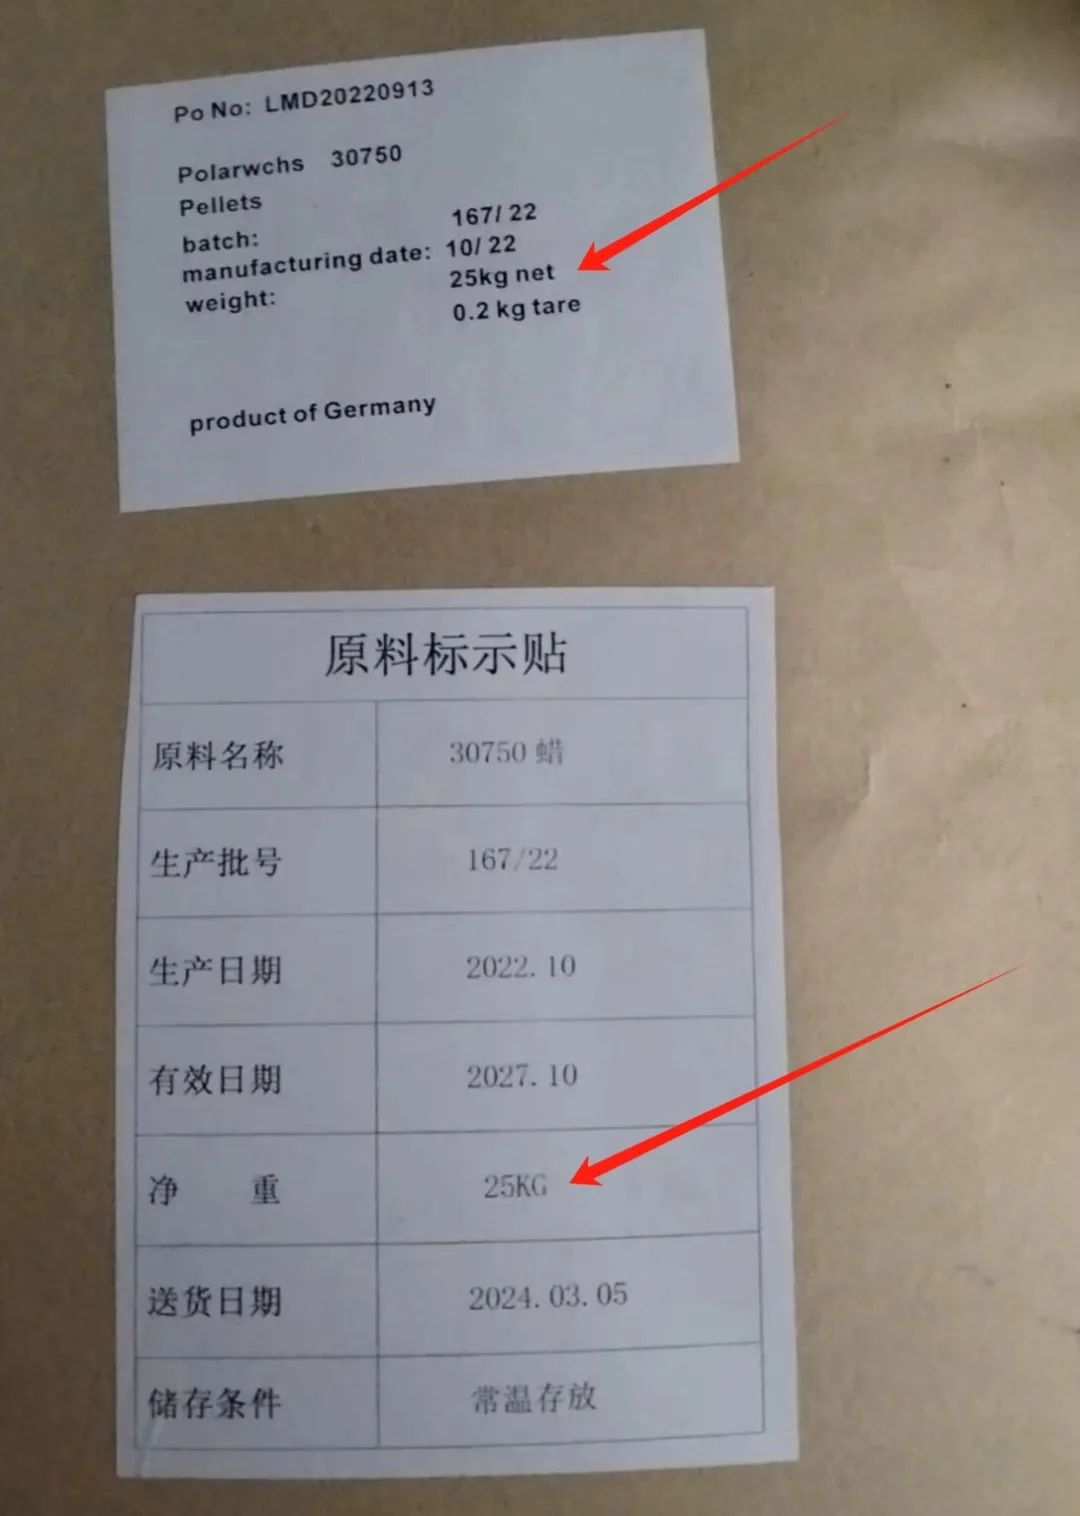 Po No: LMD20220913
Polarwchs 30750
Pellets
batch: 167/ 22
manufacturing date: 10/ 22
weight: 25kg net
0.2 kg tare
product of Germany
原料标示贴
原料名称 30750 蜡
生产批号 167/22
生产日期 2022.10
有效日期 2027.10
净 重 25KG
送货日期 2024.03.05
储存条件 常温存放